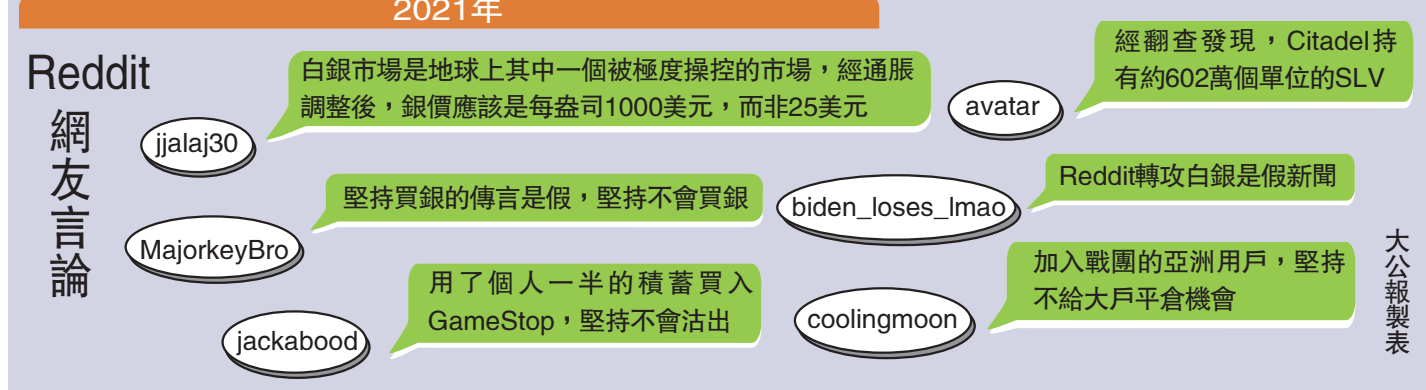 2021年
Reddit
網友言論
jjalaj30
白銀市場是地球上其中一個被極度操控的市場，經通脹
調整後，銀價應該是每盎司1000美元，而非25美元
avatar
經翻查發現，Citadel持
有約602萬個單位的SLV
MajorkeyBro
堅持買銀的傳言是假，堅持不會買銀
biden_loses_lmao
Reddit轉攻白銀是假新聞
jackabood
用了個人一半的積蓄買入
GameStop，堅持不會沽出
coolingmoon
加入戰團的亞洲用戶，堅持
不給大戶平倉機會
大公報製表